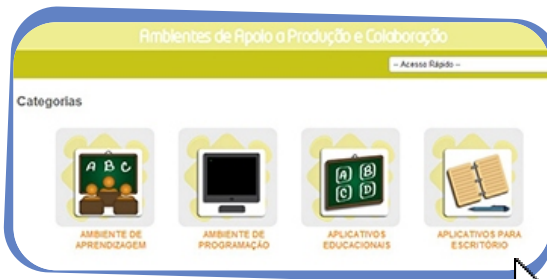 Ambientes de Apoio a Produção e Colaboração
-- Acesso Rápido --
Categorias
A B C
A B
C D
AMBIENTE DE
APRENDIZAGEM
AMBIENTE DE
PROGRAMAÇÃO
APLICATIVOS
EDUCACIONAIS
APLICATIVOS PARA
ESCRITÓRIO